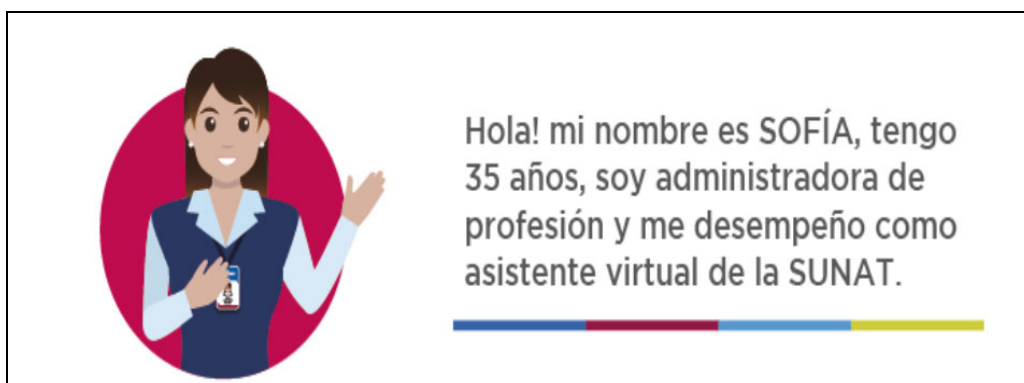 Hola! mi nombre es SOFÍA, tengo
35 años, soy administradora de
profesión y me desempeño como
asistente virtual de la SUNAT.